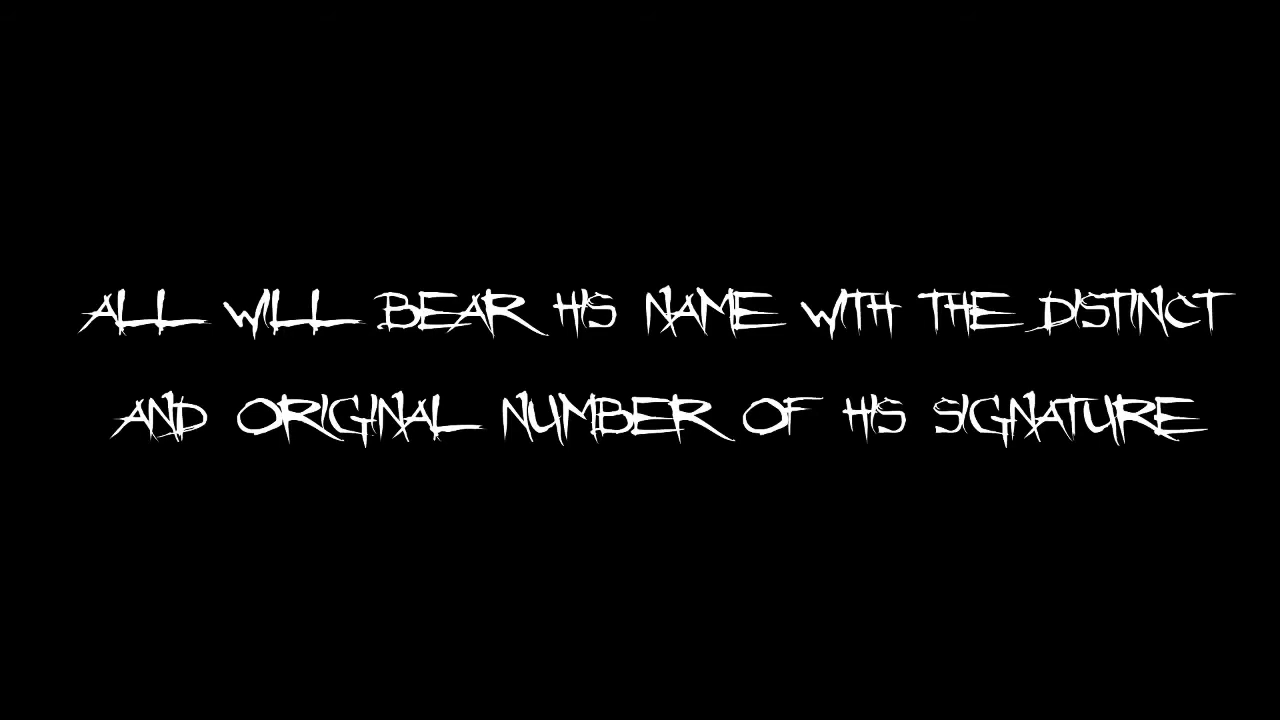 ALL WILL BEAR HIS NAME WITH THE DISTINCT
AND ORIGINAL NUMBER OF HIS SIGNATURE